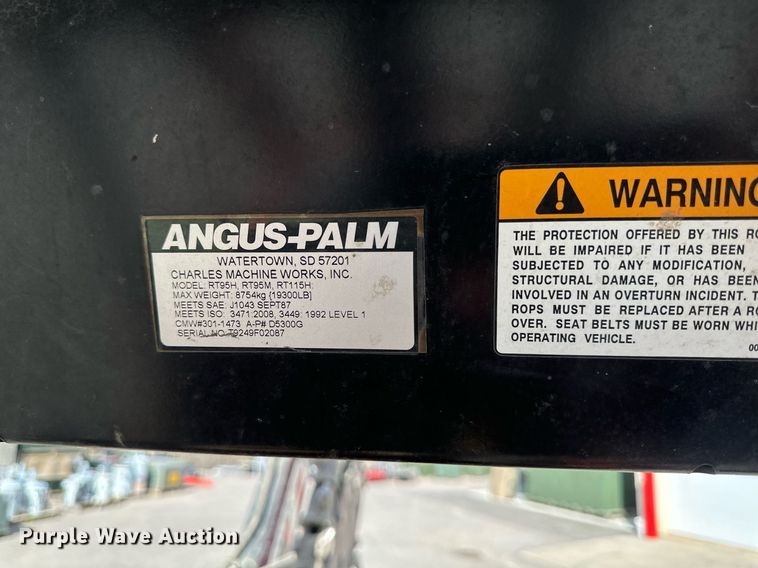 ANGUS-PALM
WATERTOWN, SD 57201
CHARLES MACHINE WORKS, INC.
MODEL: RT95H, RT95M, RT115H
MAX WEIGHT: 8754kg [19300LB]
MEETS SAE: J1043 SEPT87
MEETS ISO: 3471:2008, 3449: 1992 LEVEL 1
CMW#301-1473 A-P# D5300G
SERIAL NO. T9249F02087
WARNING
THE PROTECTION OFFERED BY THIS RO
WILL BE IMPAIRED IF IT HAS BEEN
SUBJECTED TO ANY MODIFICATION,
STRUCTURAL DAMAGE, OR HAS BEEN
INVOLVED IN AN OVERTURN INCIDENT. T
ROPS MUST BE REPLACED AFTER A RO
OVER. SEAT BELTS MUST BE WORN WHI
OPERATING VEHICLE.
00
Purple Wave Auction